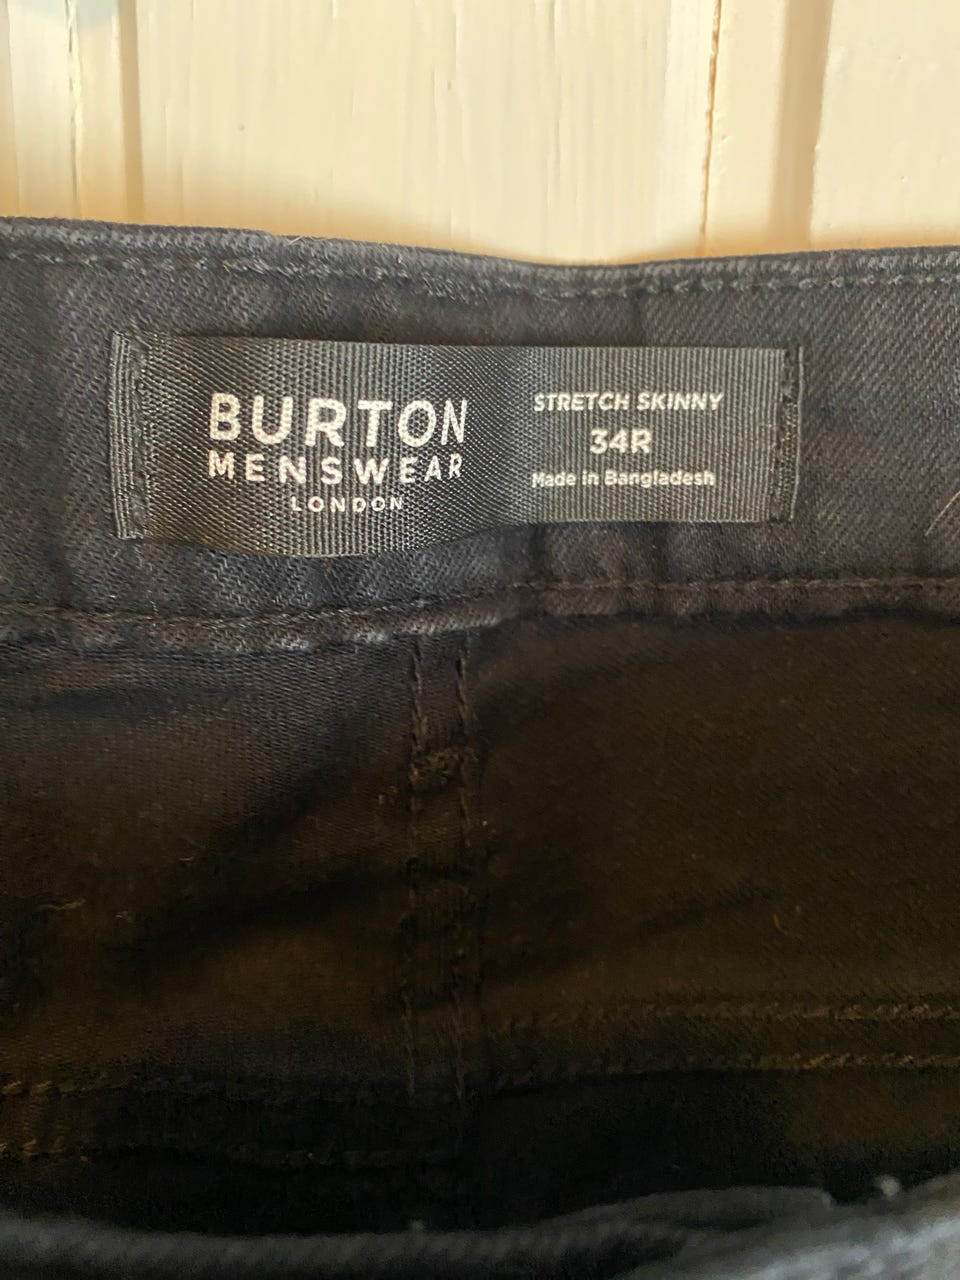 BURTON
MENSWEAR
LONDON
STRETCH SKINNY
34R
Made in Bangladesh